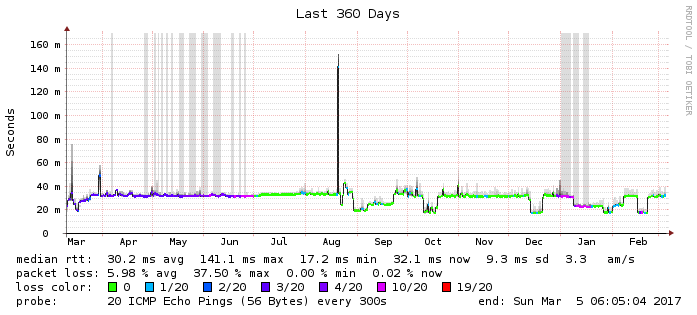 Last 360 Days
RRDTOOL / TOBI OETIKER
Seconds
160 m
140 m
120 m
100 m
80 m
60 m
40 m
20 m
0
Mar Apr May Jun Jul Aug Sep Oct Nov Dec Jan Feb
median rtt: 30.2 ms avg 141.1 ms max 17.2 ms min 32.1 ms now 9.3 ms sd 3.3 am/s
packet loss: 5.98 % avg 37.50 % max 0.00 % min 0.02 % now
loss color: 0 1/20 2/20 3/20 4/20 10/20 19/20
probe: 20 ICMP Echo Pings (56 Bytes) every 300s end: Sun Mar 5 06:05:04 2017